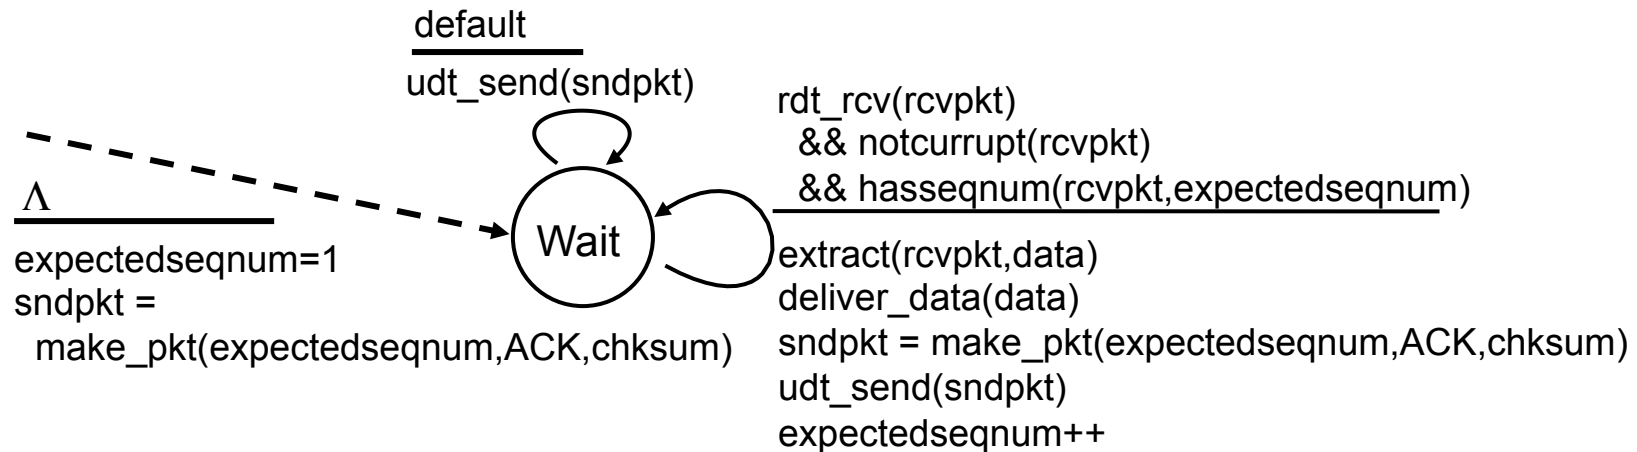 default
udt_send(sndpkt)
rdt_rcv(rcvpkt)
&& notcurrupt(rcvpkt)
&& hasseqnum(rcvpkt,expectedseqnum)
Λ
Wait
expectedseqnum=1
sndpkt =
make_pkt(expectedseqnum,ACK,chksum)
extract(rcvpkt,data)
deliver_data(data)
sndpkt = make_pkt(expectedseqnum,ACK,chksum)
udt_send(sndpkt)
expectedseqnum++